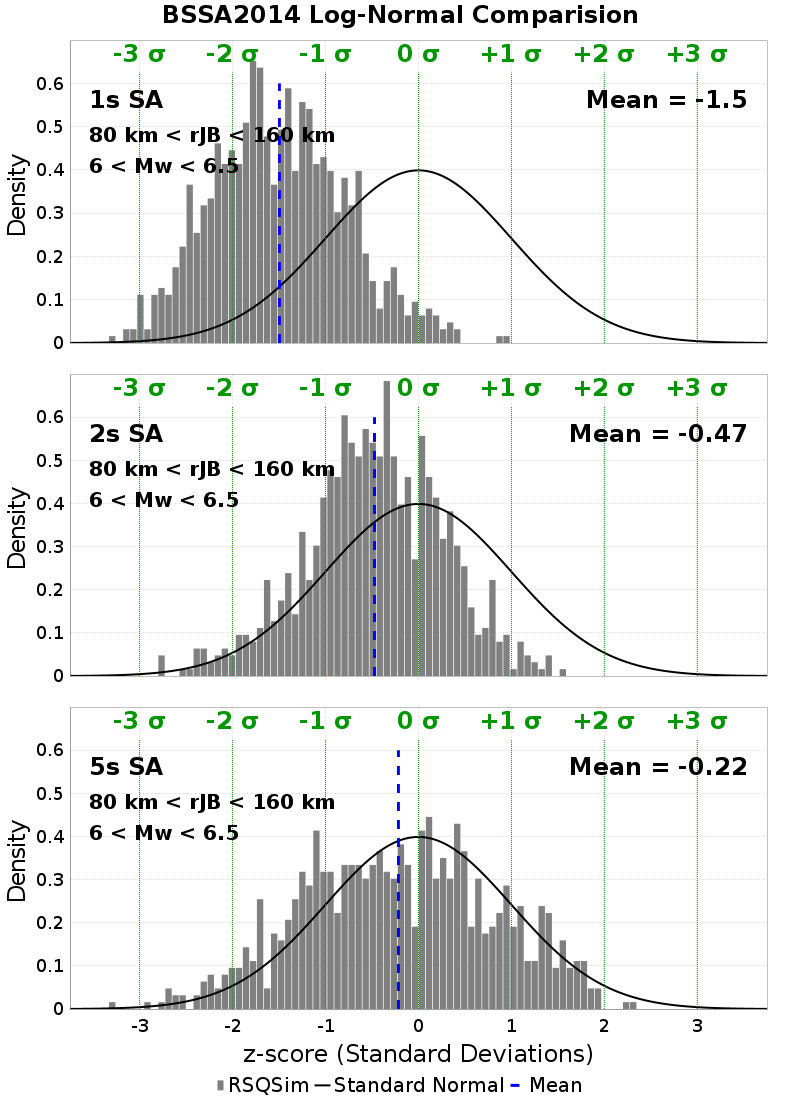 BSSA2014 Log-Normal Comparision
-3 σ -2 σ -1 σ 0 σ +1 σ +2 σ +3 σ
1s SA Mean = -1.5
80 km < rJB < 160 km
6 < Mw < 6.5
0.6
0.5
0.4
0.3
0.2
0.1
0
Density
-3 σ -2 σ -1 σ 0 σ +1 σ +2 σ +3 σ
2s SA Mean = -0.47
80 km < rJB < 160 km
6 < Mw < 6.5
0.6
0.5
0.4
0.3
0.2
0.1
0
Density
-3 σ -2 σ -1 σ 0 σ +1 σ +2 σ +3 σ
5s SA Mean = -0.22
80 km < rJB < 160 km
6 < Mw < 6.5
0.6
0.5
0.4
0.3
0.2
0.1
0
Density
-3 -2 -1 0 1 2 3
z-score (Standard Deviations)
RSQSim Standard Normal Mean